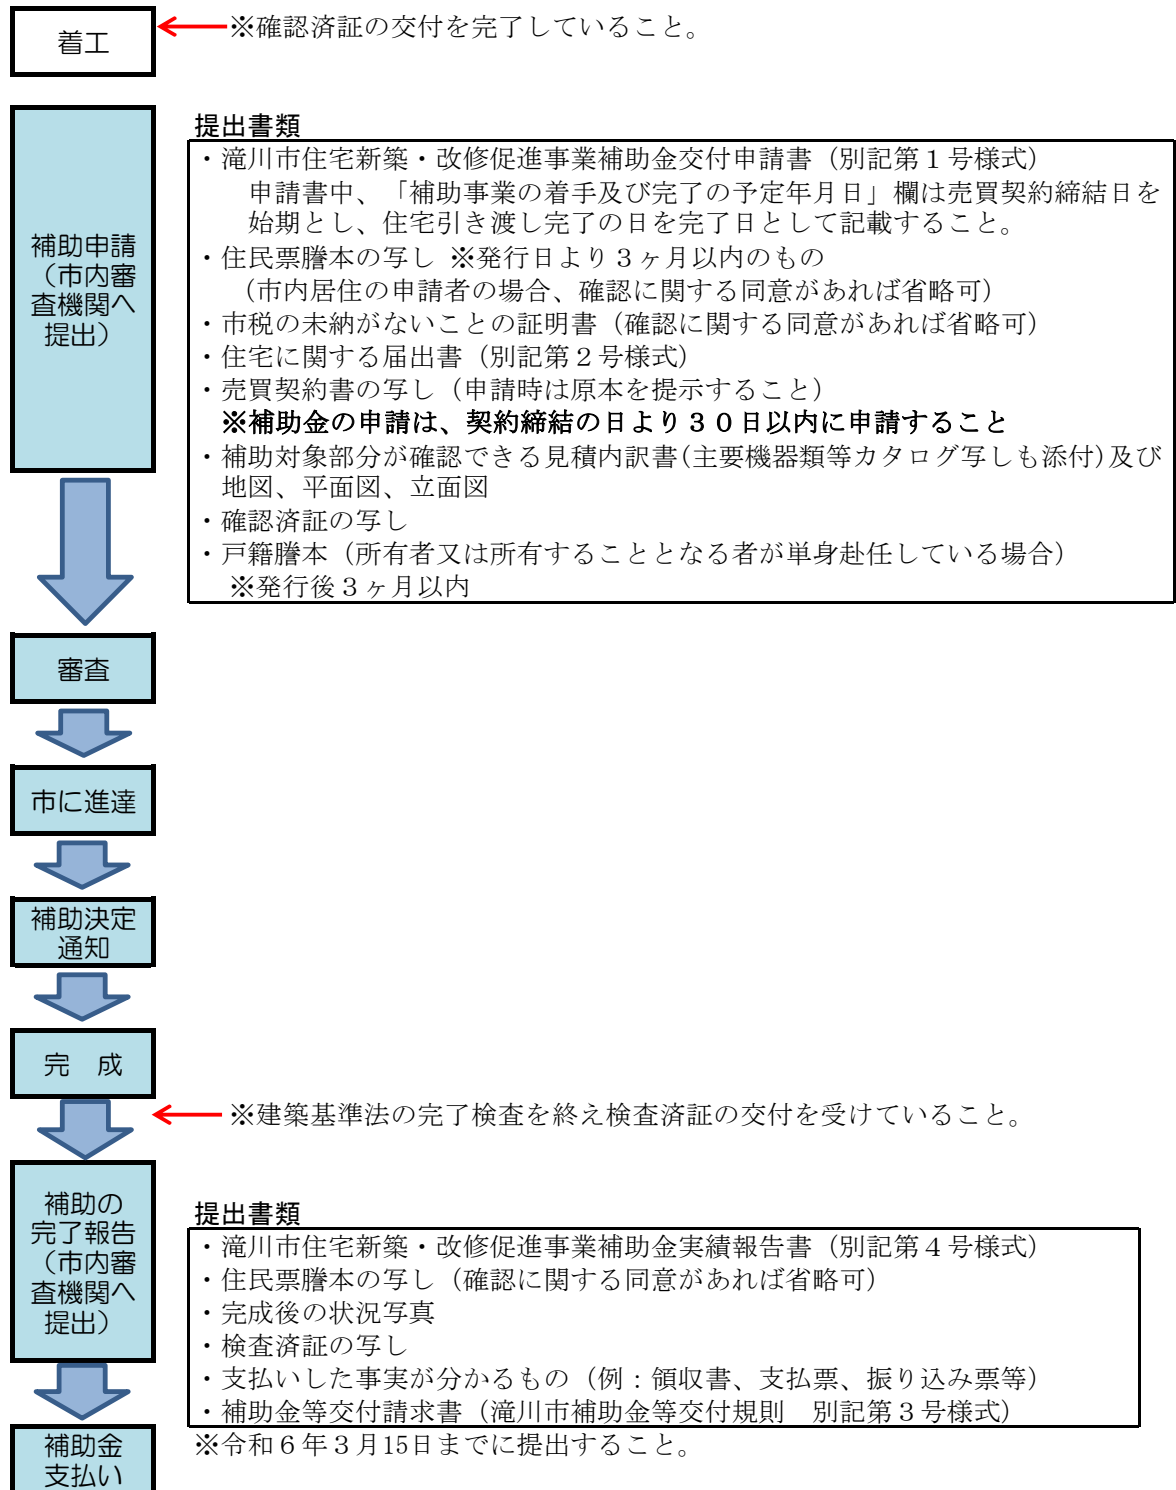 着工
※確認済証の交付を完了していること。
補助申請
（市内審
査機関へ
提出）
提出書類
・滝川市住宅新築・改修促進事業補助金交付申請書（別記第１号様式）
申請書中、「補助事業の着手及び完了の予定年月日」欄は売買契約締結日を
始期とし、住宅引き渡し完了の日を完了日として記載すること。
・住民票謄本の写し ※発行日より３ヶ月以内のもの
（市内居住の申請者の場合、確認に関する同意があれば省略可）
・市税の未納がないことの証明書（確認に関する同意があれば省略可）
・住宅に関する届出書（別記第２号様式）
・売買契約書の写し（申請時は原本を提示すること）
※補助金の申請は、契約締結の日より３０日以内に申請すること
・補助対象部分が確認できる見積内訳書(主要機器類等カタログ写しも添付)及び
地図、平面図、立面図
・確認済証の写し
・戸籍謄本（所有者又は所有することとなる者が単身赴任している場合）
※発行後３ヶ月以内
審査
市に進達
補助決定
通知
完　成
※建築基準法の完了検査を終え検査済証の交付を受けていること。
補助の
完了報告
（市内審
査機関へ
提出）
提出書類
・滝川市住宅新築・改修促進事業補助金実績報告書（別記第４号様式）
・住民票謄本の写し（確認に関する同意があれば省略可）
・完成後の状況写真
・検査済証の写し
・支払いした事実が分かるもの（例：領収書、支払票、振り込み票等）
・補助金等交付請求書（滝川市補助金等交付規則　別記第３号様式）
※令和６年３月15日までに提出すること。
補助金
支払い